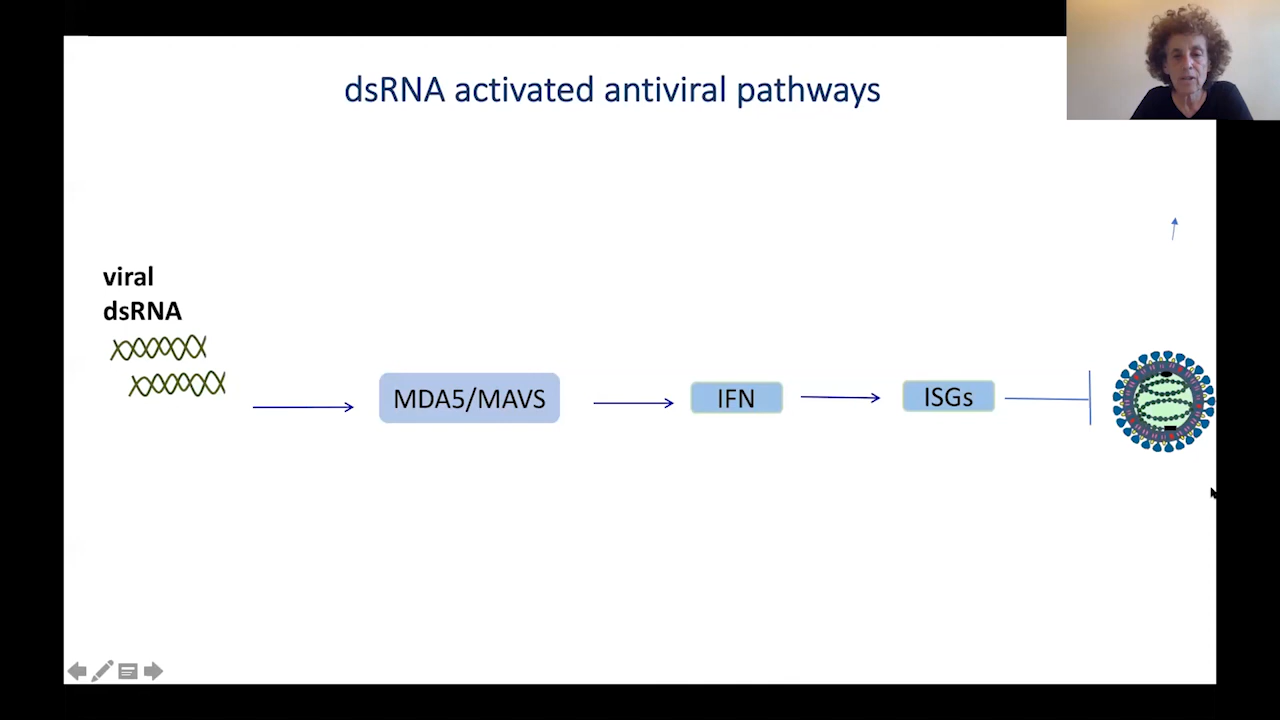 dsRNA activated antiviral pathways
viral
dsRNA
MDA5/MAVS
IFN
ISGs